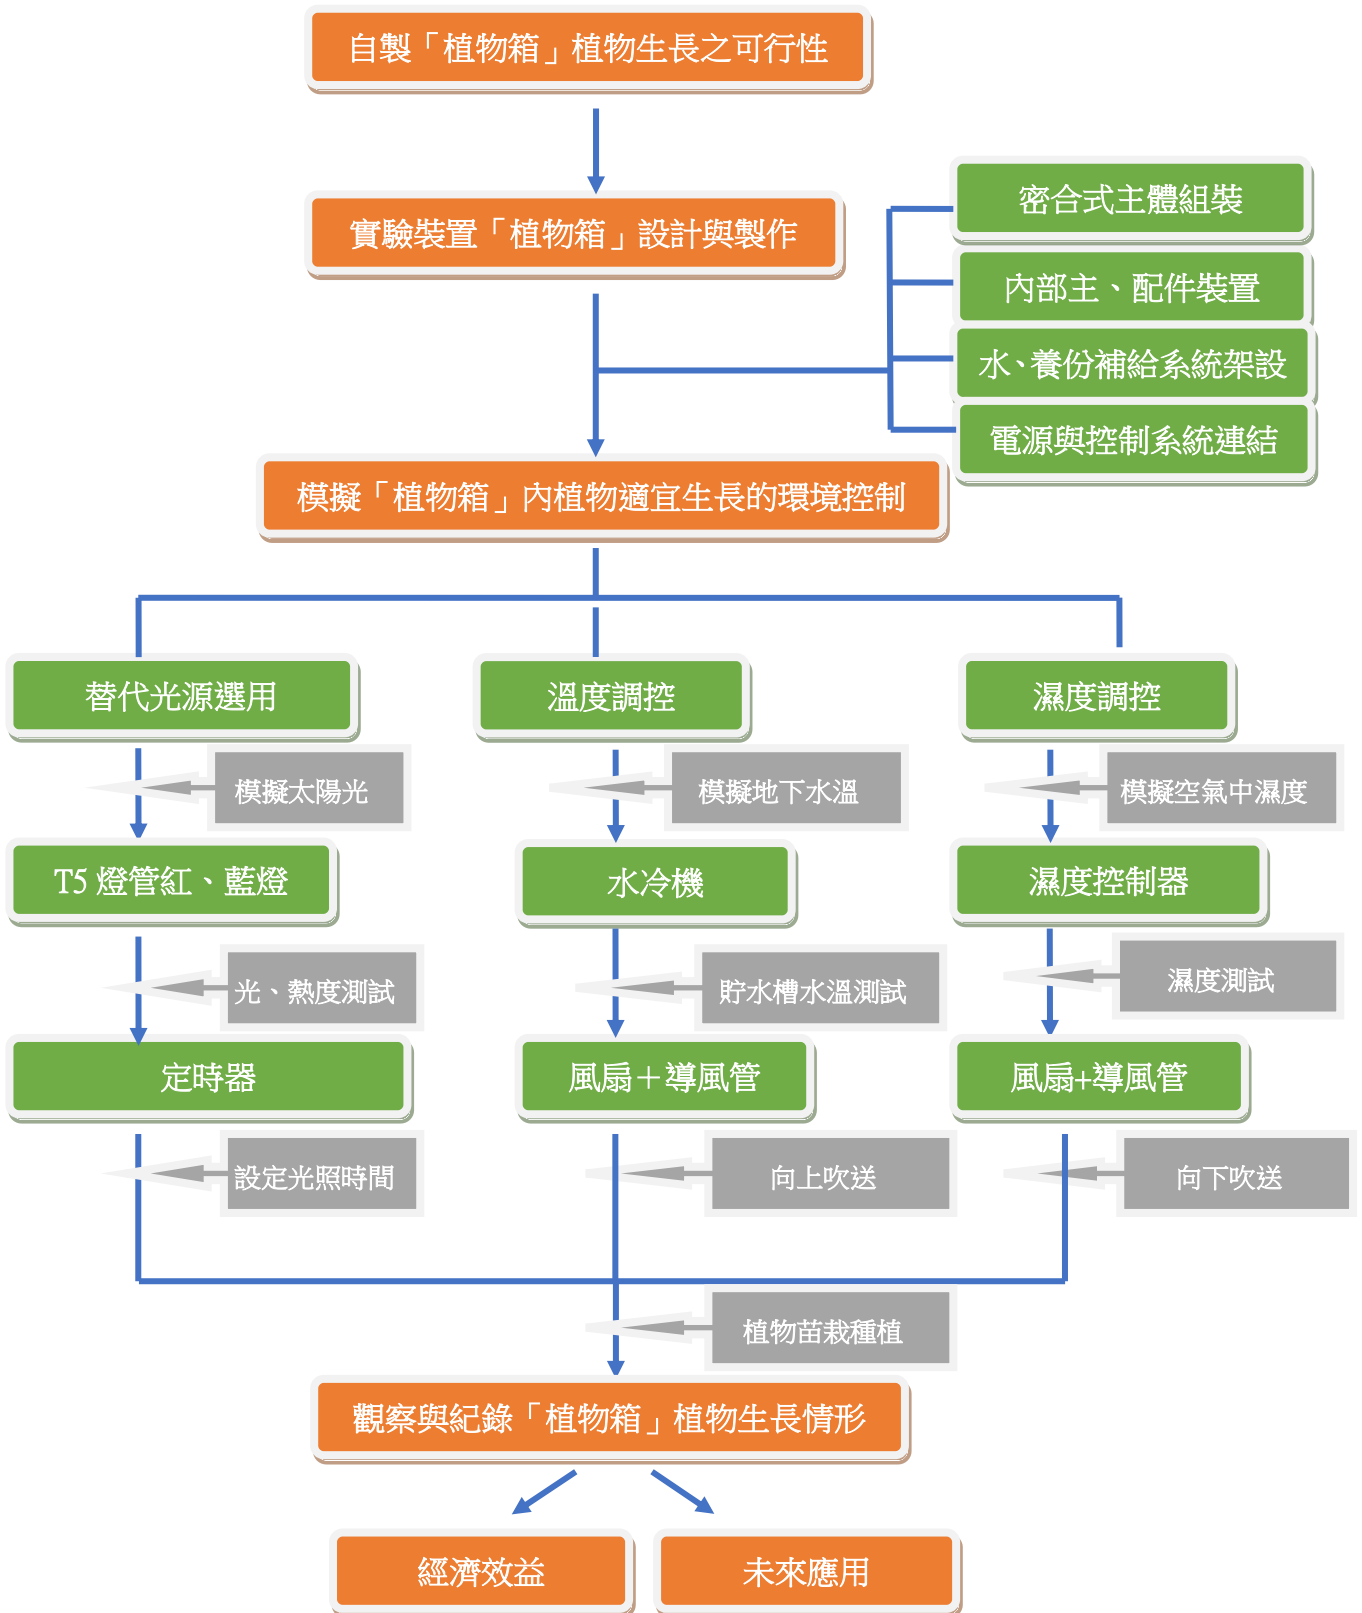 自製「植物箱」植物生長之可行性
實驗裝置「植物箱」設計與製作
密合式主體組裝
內部主、配件裝置
水、養份補給系統架設
電源與控制系統連結
模擬「植物箱」內植物適宜生長的環境控制
替代光源選用
溫度調控
濕度調控
模擬太陽光
模擬地下水溫
模擬空氣中濕度
T5 燈管紅、藍燈
水冷機
濕度控制器
光、熱度測試
貯水槽水溫測試
濕度測試
定時器
風扇＋導風管
風扇+導風管
設定光照時間
向上吹送
向下吹送
植物苗栽種植
觀察與紀錄「植物箱」植物生長情形
經濟效益
未來應用